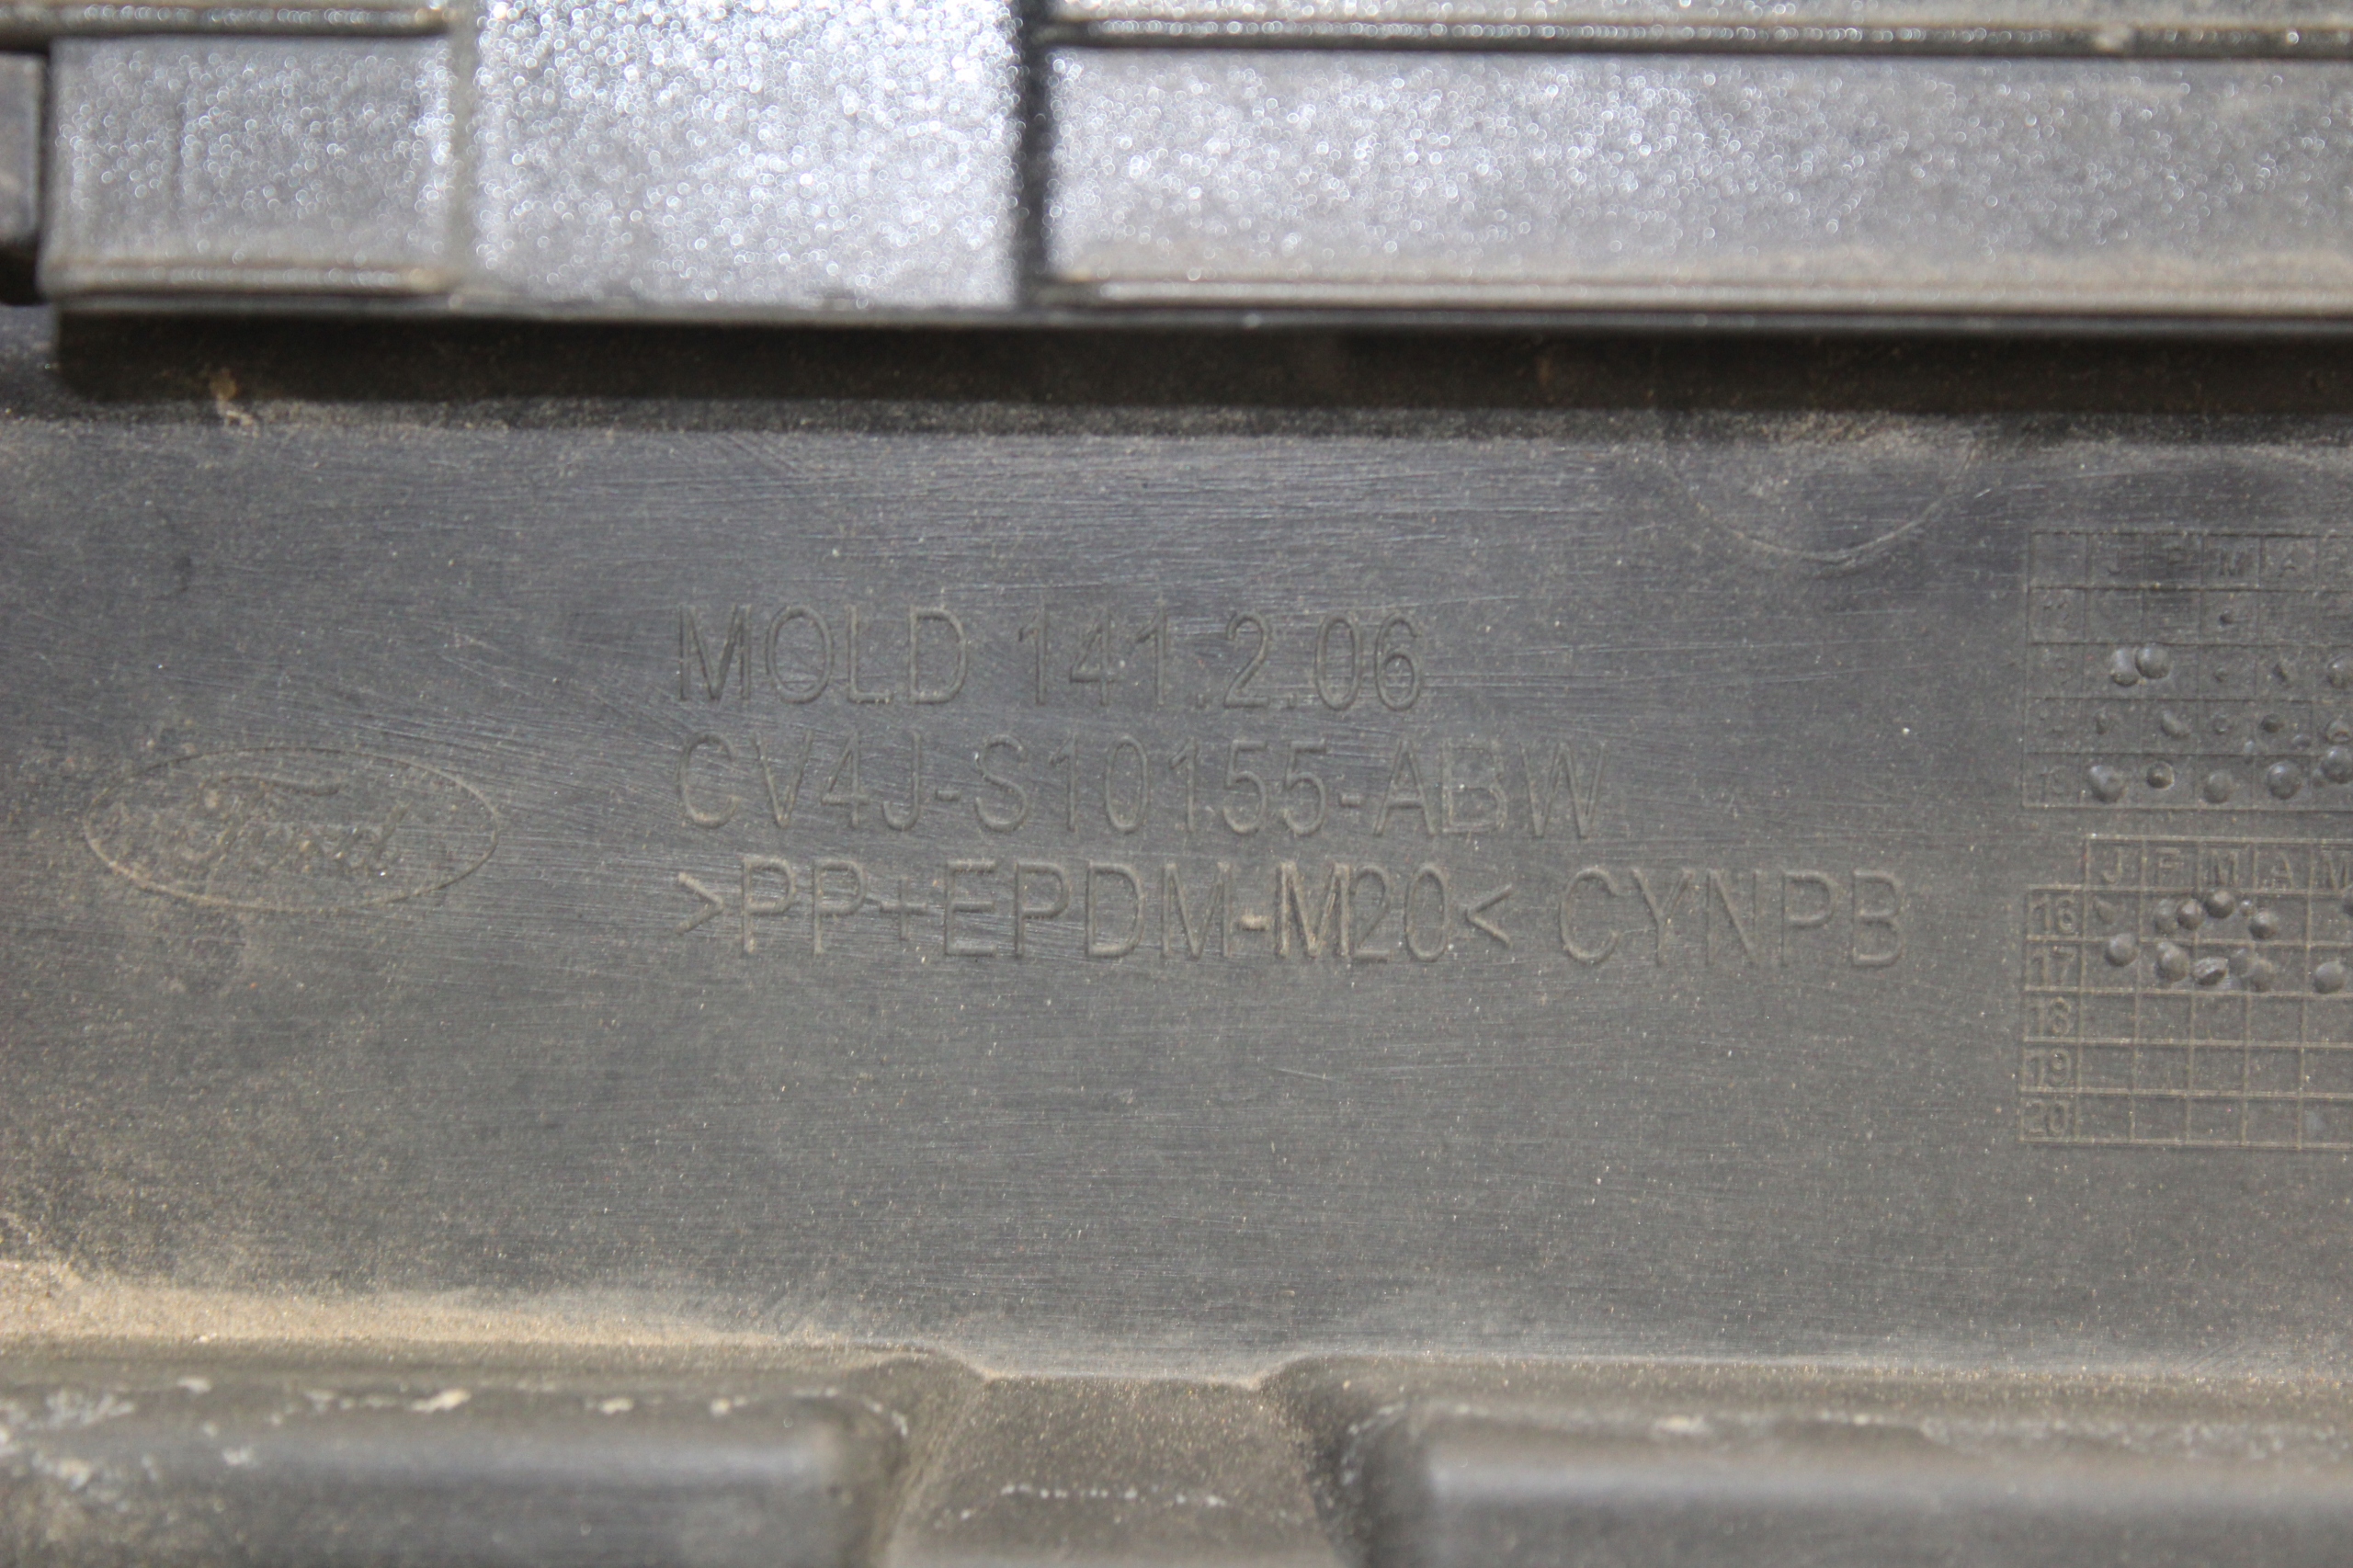 MOLD 141.2.06
CV4J-S10155-ABW
>PP+EPDM-M20< CYNPB
Ford
J F M A
J F M A M
16
17
18
19
20